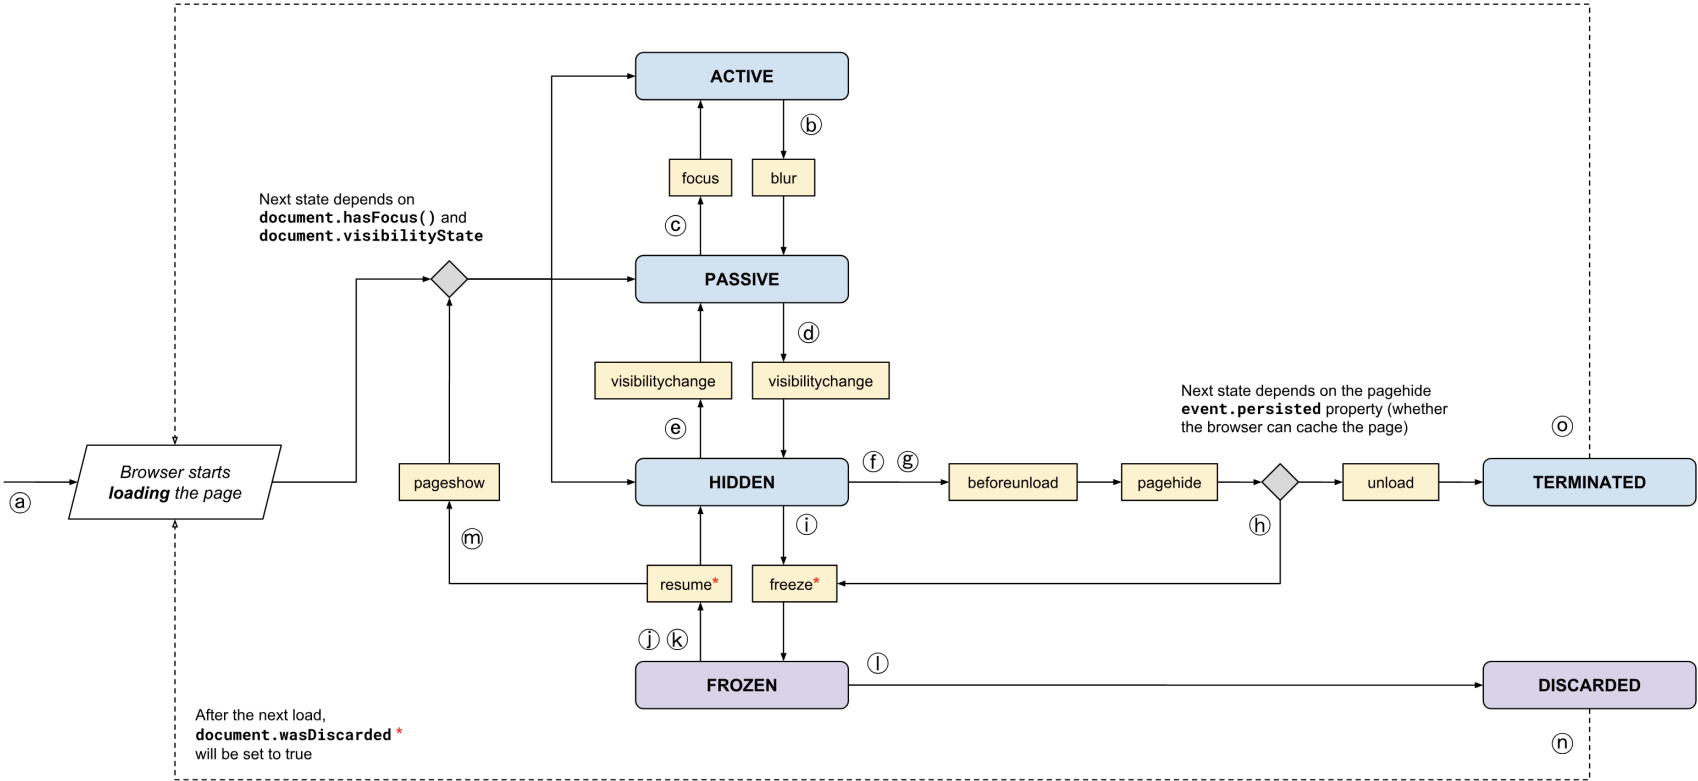 ACTIVE
ⓑ
focus
blur
Next state depends on
document.hasFocus() and
document.visibilityState
ⓒ
PASSIVE
ⓓ
visibilitychange
visibilitychange
Next state depends on the pagehide
event.persisted property (whether
the browser can cache the page)
ⓔ
ⓞ
ⓕ ⓖ
Browser starts
loading the page
ⓐ
pageshow
HIDDEN
beforeunload
pagehide
unload
TERMINATED
ⓜ
ⓘ
ⓗ
resume*
freeze*
ⓙ ⓚ
ⓛ
FROZEN
DISCARDED
After the next load,
document.wasDiscarded *
will be set to true
ⓝ